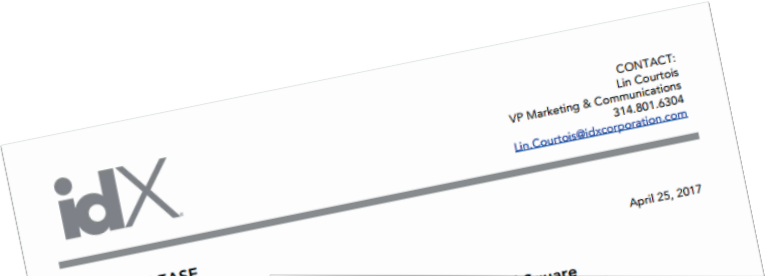 CONTACT:
Lin Courtois
VP Marketing & Communications
314.801.6304
Lin.Courtois@idxcorporation.com
idX
April 25, 2017